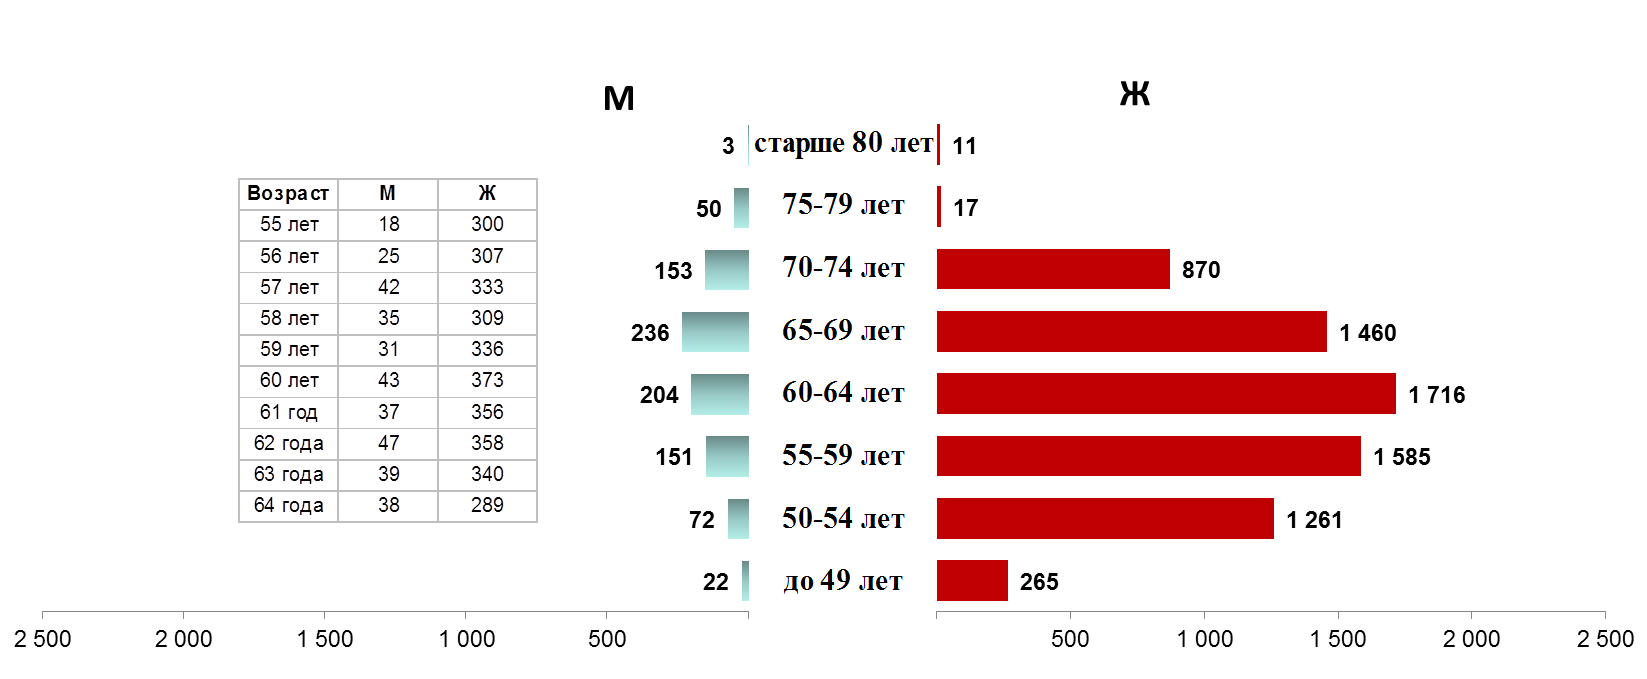 М Ж
3 старше 80 лет 11
50 75-79 лет 17
153 70-74 лет 870
236 65-69 лет 1 460
204 60-64 лет 1 716
151 55-59 лет 1 585
72 50-54 лет 1 261
22 до 49 лет 265
2 500 2 000 1 500 1 000 500 500 1 000 1 500 2 000 2 500
Возраст М Ж
55 лет 18 300
56 лет 25 307
57 лет 42 333
58 лет 35 309
59 лет 31 336
60 лет 43 373
61 год 37 356
62 года 47 358
63 года 39 340
64 года 38 289